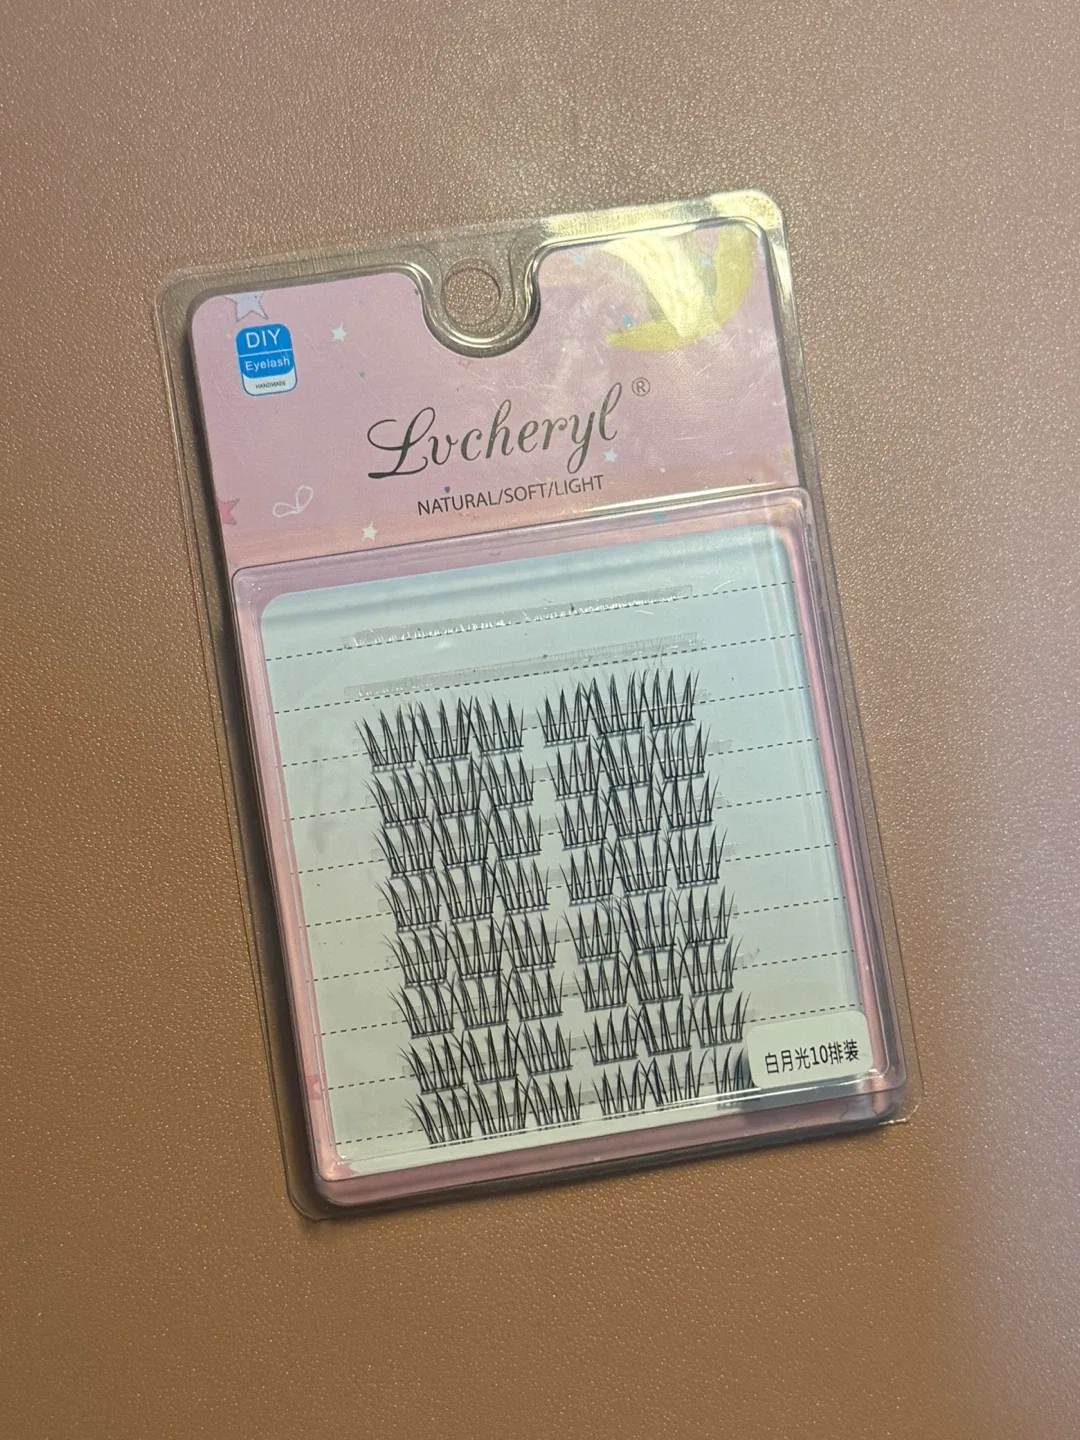 DIY
Eyelash
HANDMADE
Lvcheryl®
NATURAL/SOFT/LIGHT
白月光10排装